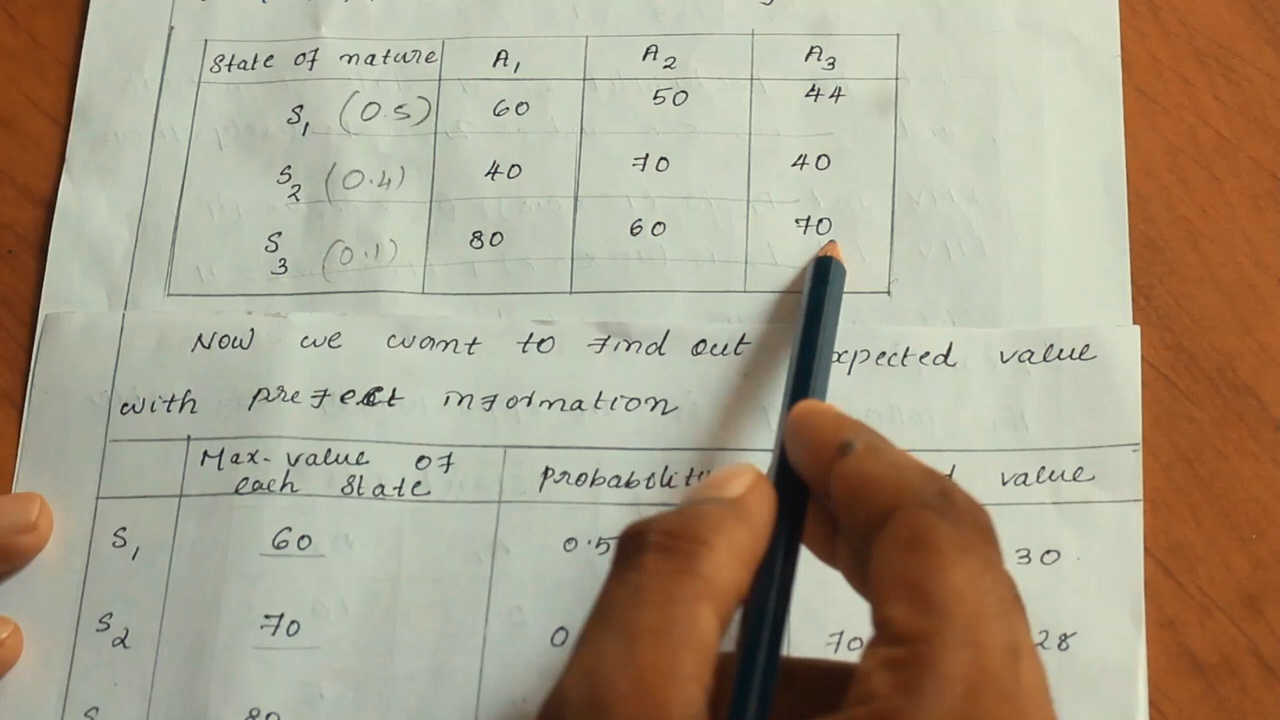 State of nature A1 A2 A3
S1 (0.5) 60 50 44
S2 (0.4) 40 70 40
S3 (0.1) 80 60 70
Now we want to find out expected value
with prefect information
Max-value of each state probability value
S1 60 0.5 30
S2 70 0 70 28
80